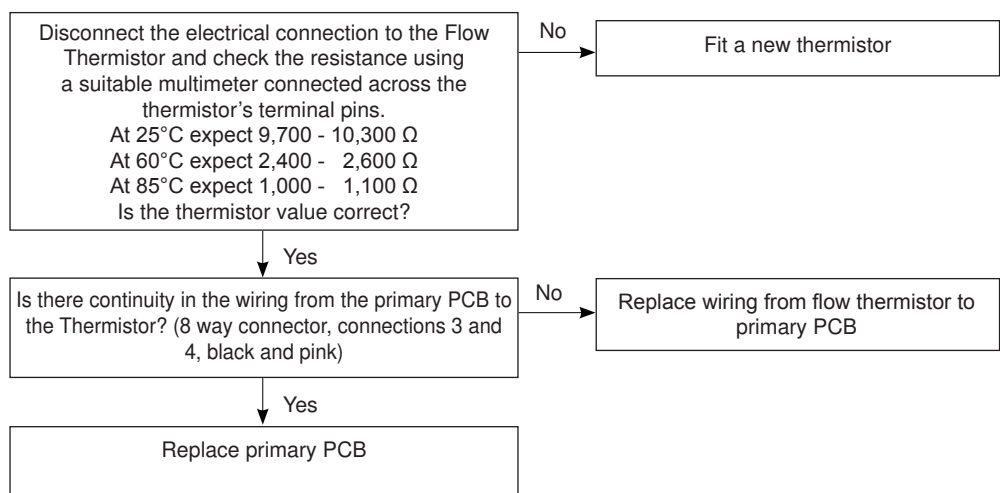 Disconnect the electrical connection to the Flow
Thermistor and check the resistance using
a suitable multimeter connected across the
thermistor’s terminal pins.
At 25°C expect 9,700 - 10,300 Ω
At 60°C expect 2,400 - 2,600 Ω
At 85°C expect 1,000 - 1,100 Ω
Is the thermistor value correct?
No
Fit a new thermistor
Yes
Is there continuity in the wiring from the primary PCB to
the Thermistor? (8 way connector, connections 3 and
4, black and pink)
No
Replace wiring from flow thermistor to
primary PCB
Yes
Replace primary PCB